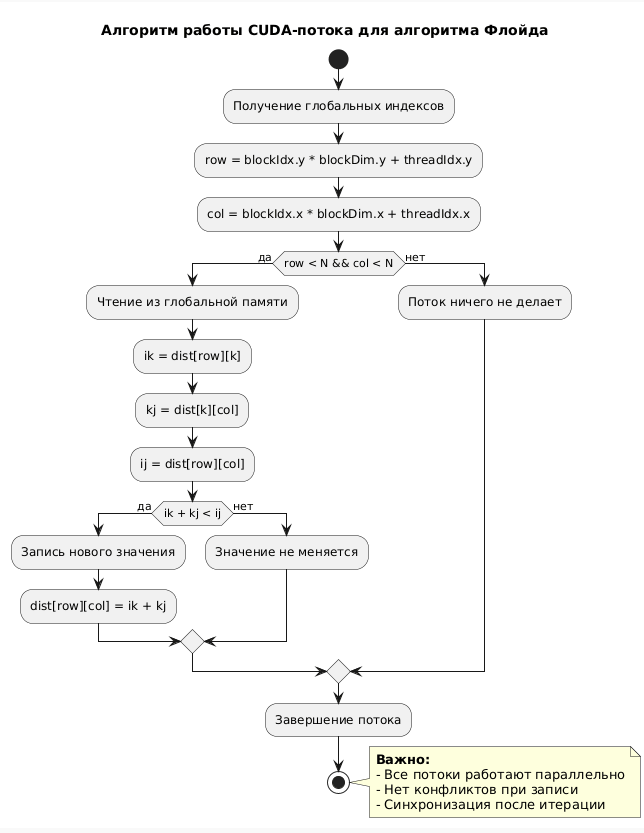 Алгоритм работы CUDA-потока для алгоритма Флойда
Получение глобальных индексов
row = blockIdx.y * blockDim.y + threadIdx.y
col = blockIdx.x * blockDim.x + threadIdx.x
да
row < N && col < N
нет
Чтение из глобальной памяти
Поток ничего не делает
ik = dist[row][k]
kj = dist[k][col]
ij = dist[row][col]
да
ik + kj < ij
нет
Запись нового значения
Значение не меняется
dist[row][col] = ik + kj
Завершение потока
Важно:
- Все потоки работают параллельно
- Нет конфликтов при записи
- Синхронизация после итерации